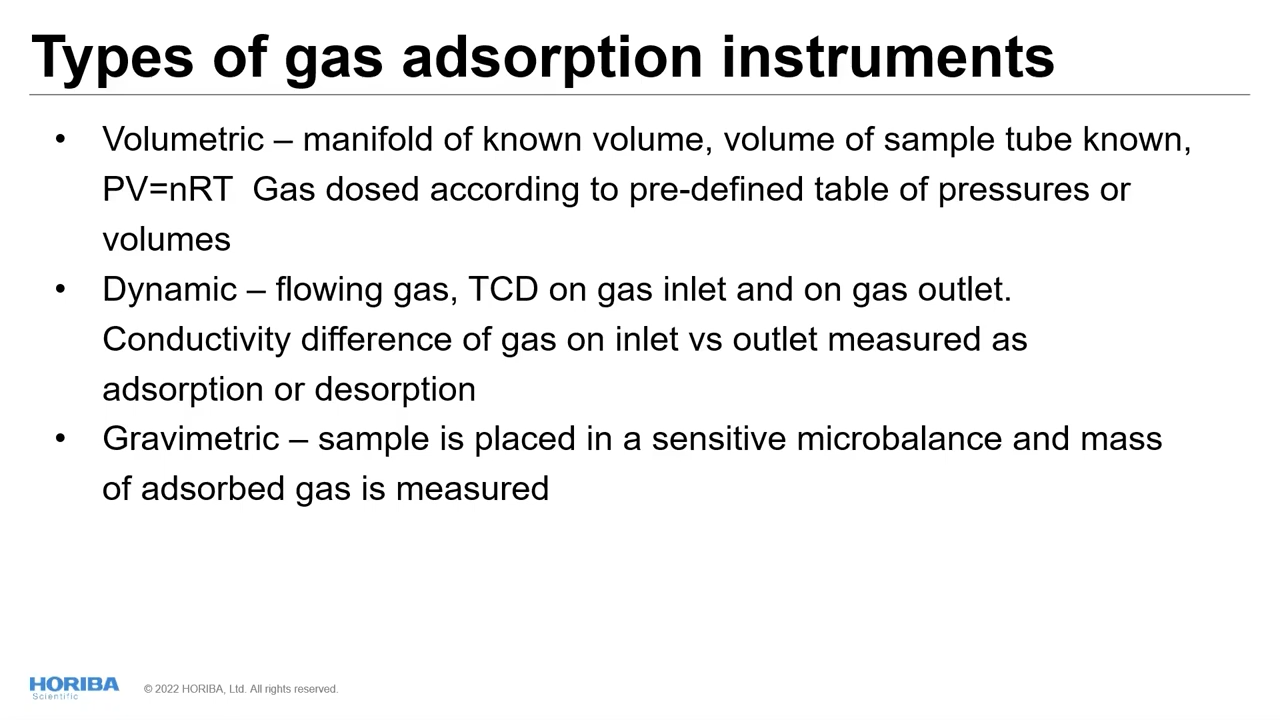 Types of gas adsorption instruments
• Volumetric – manifold of known volume, volume of sample tube known,
PV=nRT  Gas dosed according to pre-defined table of pressures or
volumes
• Dynamic – flowing gas, TCD on gas inlet and on gas outlet.
Conductivity difference of gas on inlet vs outlet measured as
adsorption or desorption
• Gravimetric – sample is placed in a sensitive microbalance and mass
of adsorbed gas is measured
HORIBA
Scientific
© 2022 HORIBA, Ltd. All rights reserved.